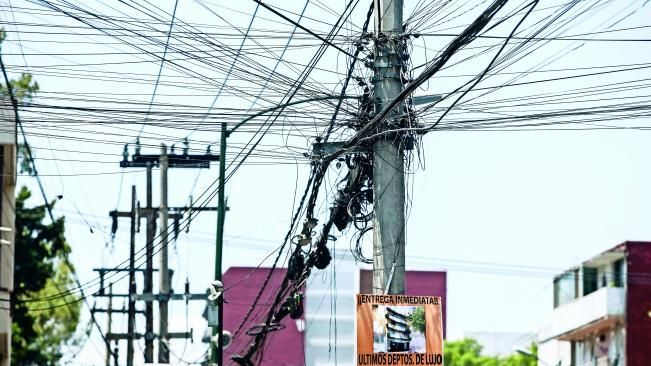 ¡¡ENTREGA INMEDIATA!!
ULTIMOS DEPTOS. DE LUJO